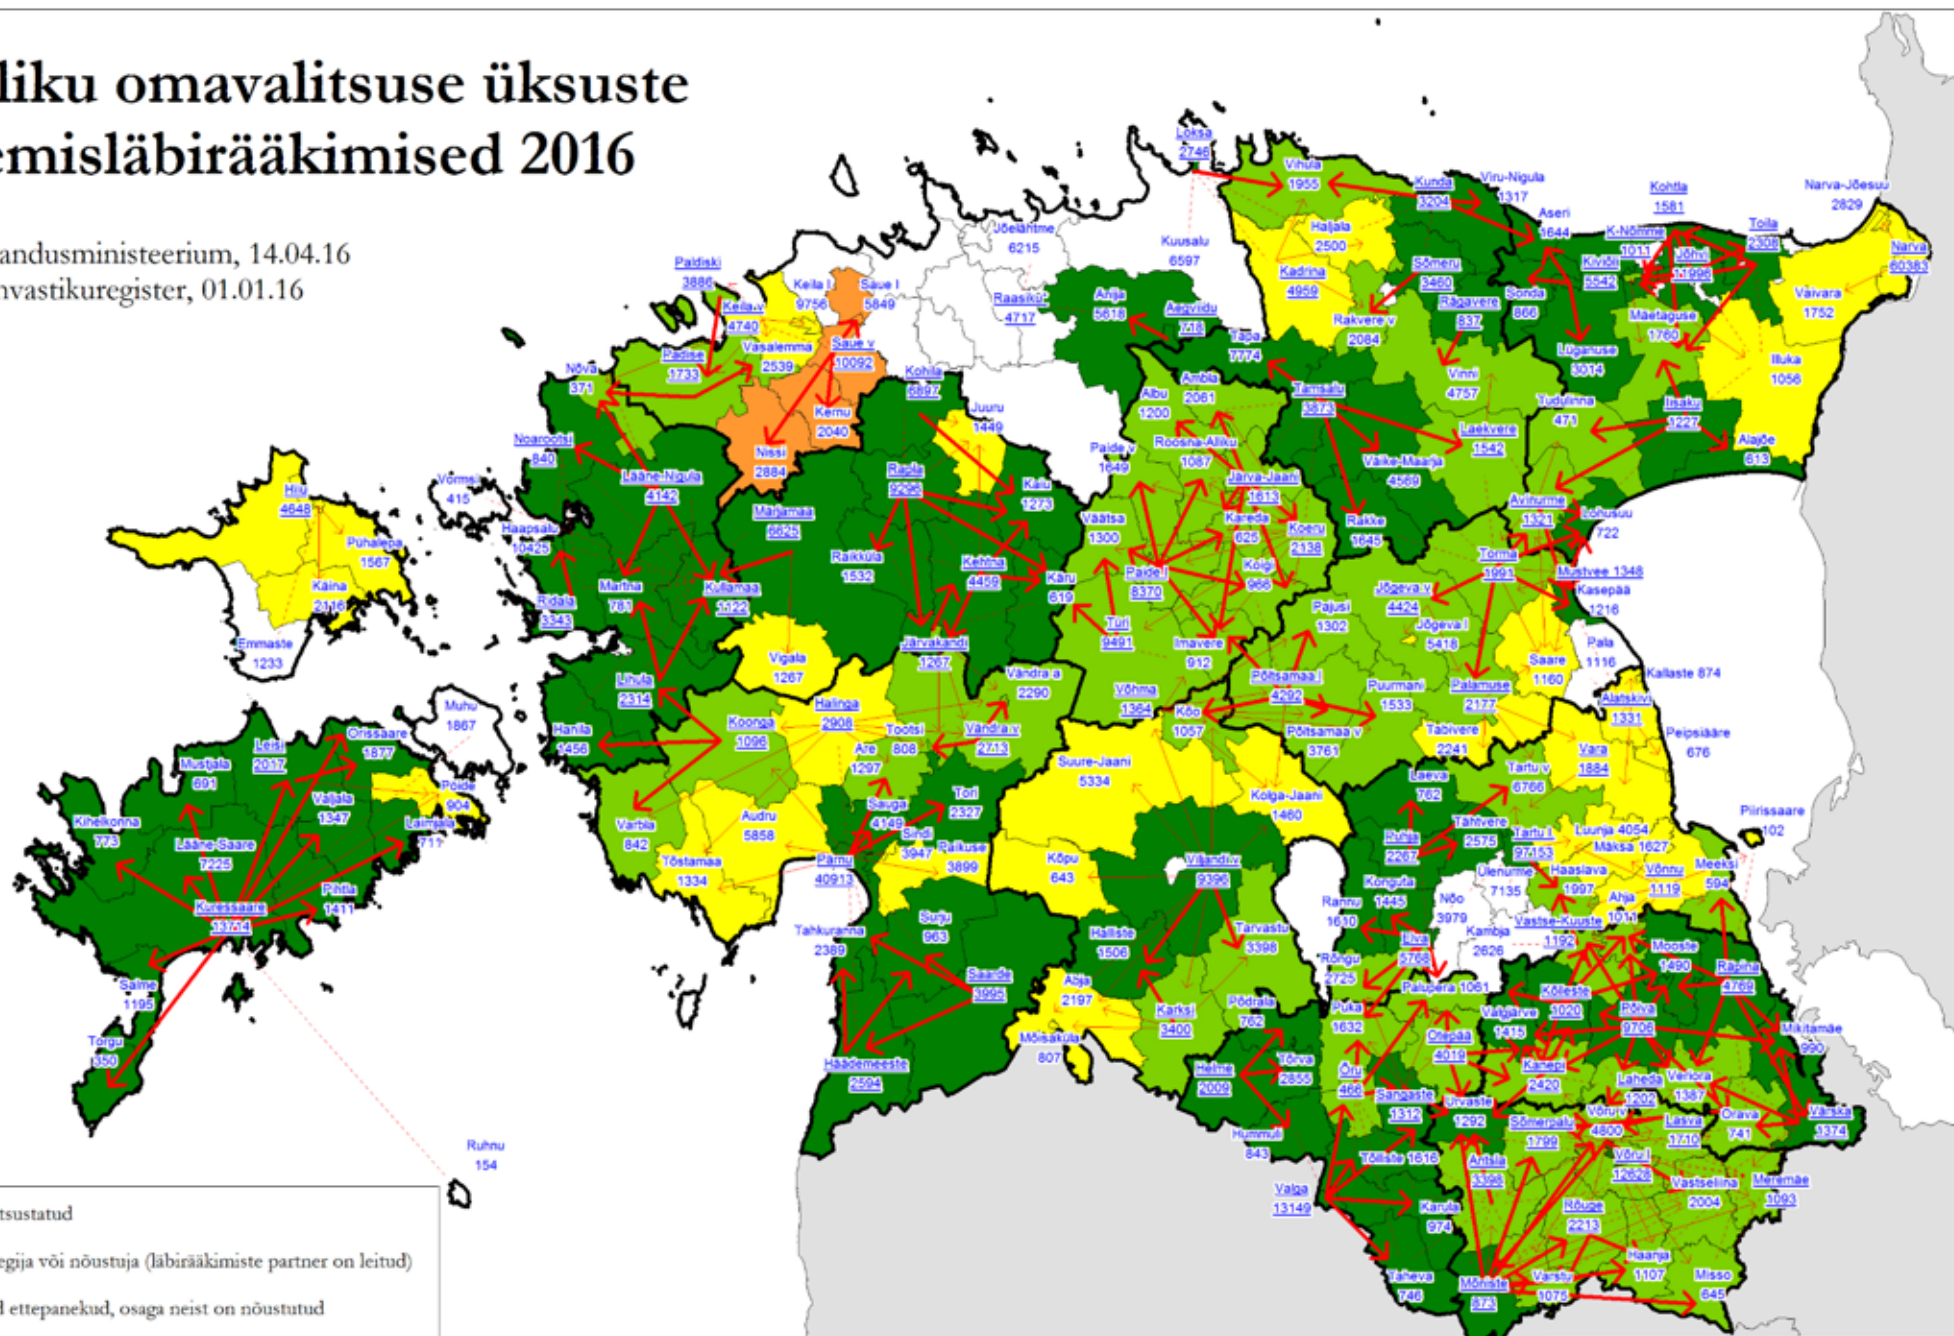 liku omavalitsuse üksuste
emisläbirääkimised 2016
andusministeerium, 14.04.16
hvastikuregister, 01.01.16
Loksa
2746
Vihula
1955
Kunda
3204
Viru-Nigula
1317
Kohtla
1581
Narva-Jõesuu
2829
Jõelähtme
6215
Kuusalu
6597
Haljala
2500
Aseri
1644
K-Nõmme
1011
Toila
2308
Narva
60383
Paldiski
3886
Keila l
9756
Saue l
5849
Raasiku
4717
Anija
5618
Aegviidu
718
Kadrina
4959
Sõmeru
3460
Rägavere
837
Sonda
866
Kiviõli
5542
Jõhvi
11996
Vaivara
1752
Keila v
4740
Vasalemma
2539
Saue v
10092
Padise
1733
Nõva
371
Kernu
2040
Nissi
2884
Kohila
6897
Juuru
1449
Tapa
7774
Rakvere v
2084
Vinni
4757
Lüganuse
3014
Mäetaguse
1760
Illuka
1056
Albu
1200
Ambla
2061
Tamsalu
3873
Tudulinna
471
Iisaku
1227
Alajõe
613
Noarootsi
840
Lääne-Nigula
4142
Rapla
9296
Kaiu
1273
Paide v
1649
Roosna-Alliku
1087
Järva-Jaani
1613
Väike-Maarja
4569
Laekvere
1542
Avinurme
1321
Lohusuu
722
Hiiu
4648
Pühalepa
1567
Käina
2116
Emmaste
1233
Vormsi
415
Haapsalu
10425
Ridala
3343
Martna
781
Kullamaa
1122
Märjamaa
6625
Raikküla
1532
Kehtna
4459
Käru
619
Järvakandi
1267
Väätsa
1300
Kareda
625
Koeru
2138
Koigi
966
Paide l
8370
Türi
9491
Imavere
912
Rakke
1645
Torma
1991
Mustvee 1348
Kasepää
1216
Jõgeva v
4424
Jõgeva l
5418
Pajusi
1302
Pala
1116
Saare
1160
Kallaste 874
Alatskivi
1331
Peipsiääre
676
Muhu
1867
Lihula
2314
Hanila
1456
Vigala
1267
Koonga
1096
Halinga
2908
Tootsi
808
Are
1297
Vändra a
2290
Vändra v
2713
Võhma
1364
Kõo
1057
Põltsamaa l
4292
Põltsamaa v
3761
Puurmani
1533
Palamuse
2177
Tabivere
2241
Vara
1884
Orissaare
1877
Leisi
2017
Mustjala
691
Pöide
904
Valjala
1347
Laimjala
711
Kihelkonna
773
Lääne-Saare
7225
Pihtla
1411
Kuressaare
13714
Salme
1195
Torgu
350
Ruhnu
154
Varbla
842
Tõstamaa
1334
Audru
5858
Sauga
4149
Tori
2327
Sindi
3947
Paikuse
3899
Pärnu
40913
Suure-Jaani
5334
Kolga-Jaani
1460
Kõpu
643
Viljandi v
9396
Laeva
762
Tartu v
6766
Puhja
2267
Tähtvere
2575
Tartu l
97153
Luunja 4054
Mäksa 1627
Piirissaare
102
Ülenurme
7135
Haaslava
1997
Võnnu
1119
Meeksi
594
Konguta
1445
Nõo
3979
Kambja
2626
Vastse-Kuuste
1192
Ahja
1011
Rannu
1610
Elva
5768
Rõngu
2725
Palupera 1061
Mooste
1490
Räpina
4769
Tahkuranna
2389
Surju
963
Saarde
3995
Häädemeeste
2594
Halliste
1506
Tarvastu
3398
Abja
2197
Mõisaküla
807
Karksi
3400
Põdrala
762
Puka
1632
Valgjärve
1415
Kõlleste
1020
Põlva
9706
Mikitamäe
990
Helme
2009
Tõrva
2855
Hummuli
843
Otepää
4019
Õru
466
Sangaste
1312
Kanepi
2420
Laheda
1202
Veriora
1387
Urvaste
1292
Sõmerpalu
1799
Võru v
4800
Lasva
1710
Orava
741
Värska
1374
Tõlliste 1616
Antsla
3398
Võru l
12628
Vastseliina
2004
Meremäe
1093
Valga
13149
Karula
974
Rõuge
2213
Haanja
1107
Misso
645
Taheva
746
Mõniste
873
Varstu
1075
tsustatud
egija või nõustuja (läbirääkimiste partner on leitud)
d ettepanekud, osaga neist on nõustutud